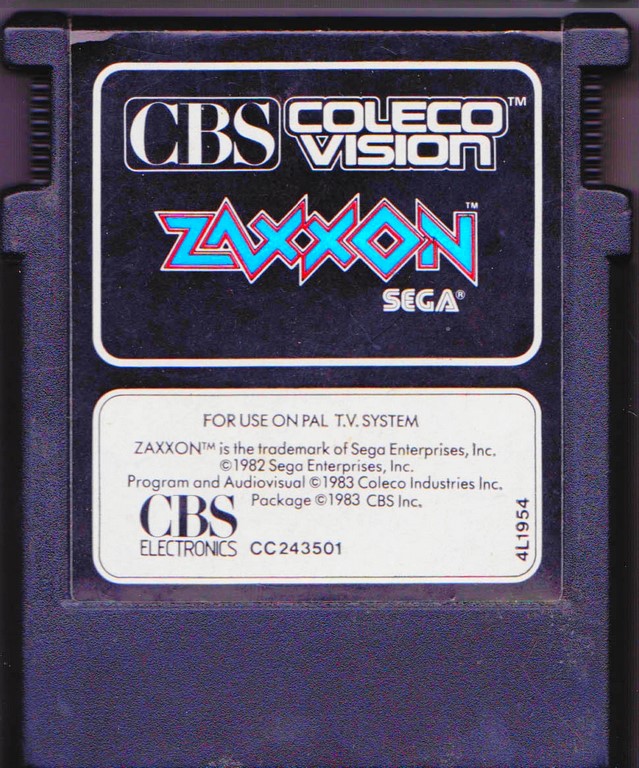 CBS COLECO VISION™
ZAXXON™
SEGA®
FOR USE ON PAL T.V. SYSTEM
ZAXXON™ is the trademark of Sega Enterprises, Inc.
©1982 Sega Enterprises, Inc.
Program and Audiovisual ©1983 Coleco Industries Inc.
Package ©1983 CBS Inc.
CBS
ELECTRONICS CC243501
4L1954